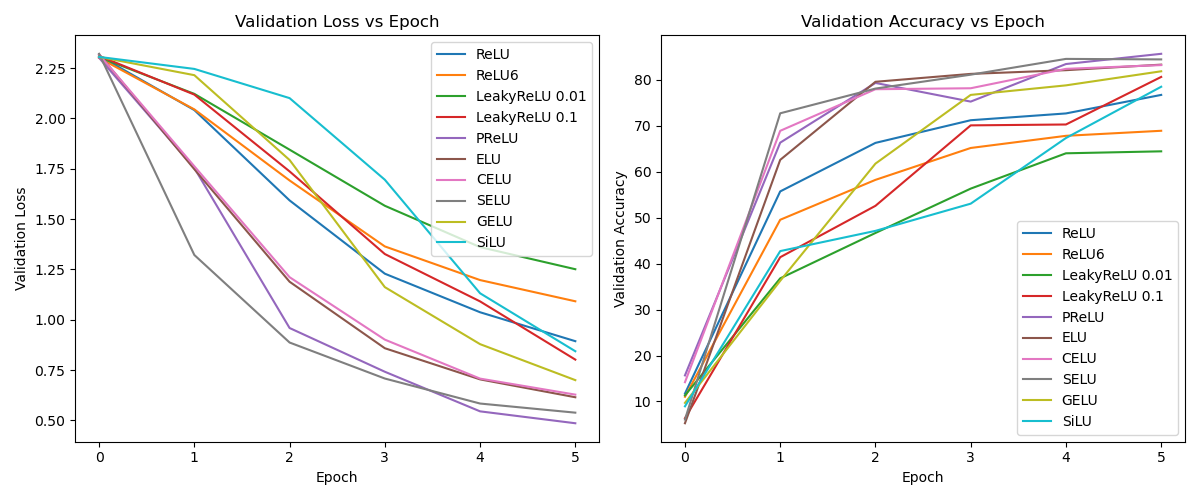 Validation Loss vs Epoch
Validation Loss
2.25
2.00
1.75
1.50
1.25
1.00
0.75
0.50
0
1
2
3
4
5
Epoch
ReLU
ReLU6
LeakyReLU 0.01
LeakyReLU 0.1
PReLU
ELU
CELU
SELU
GELU
SiLU
Validation Accuracy vs Epoch
Validation Accuracy
80
70
60
50
40
30
20
10
0
1
2
3
4
5
Epoch
ReLU
ReLU6
LeakyReLU 0.01
LeakyReLU 0.1
PReLU
ELU
CELU
SELU
GELU
SiLU